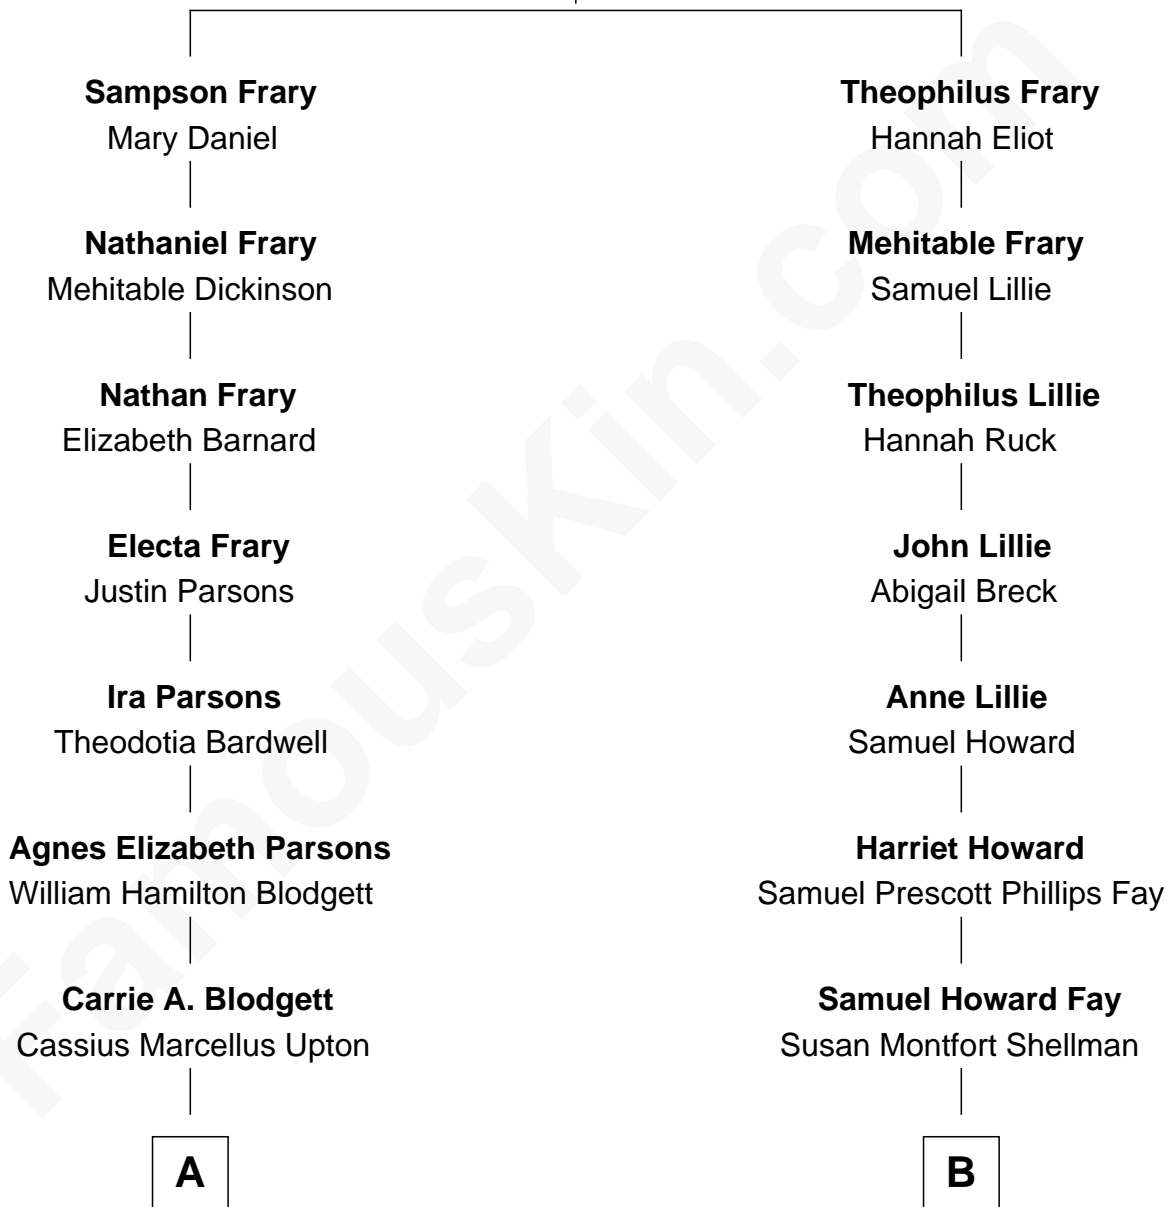 Sampson Frary
Mary Daniel
Nathaniel Frary
Mehitable Dickinson
Nathan Frary
Elizabeth Barnard
Electa Frary
Justin Parsons
Ira Parsons
Theodotia Bardwell
Agnes Elizabeth Parsons
William Hamilton Blodgett
Carrie A. Blodgett
Cassius Marcellus Upton
A
Theophilus Frary
Hannah Eliot
Mehitable Frary
Samuel Lillie
Theophilus Lillie
Hannah Ruck
John Lillie
Abigail Breck
Anne Lillie
Samuel Howard
Harriet Howard
Samuel Prescott Phillips Fay
Samuel Howard Fay
Susan Montfort Shellman
B
FamousKin.com